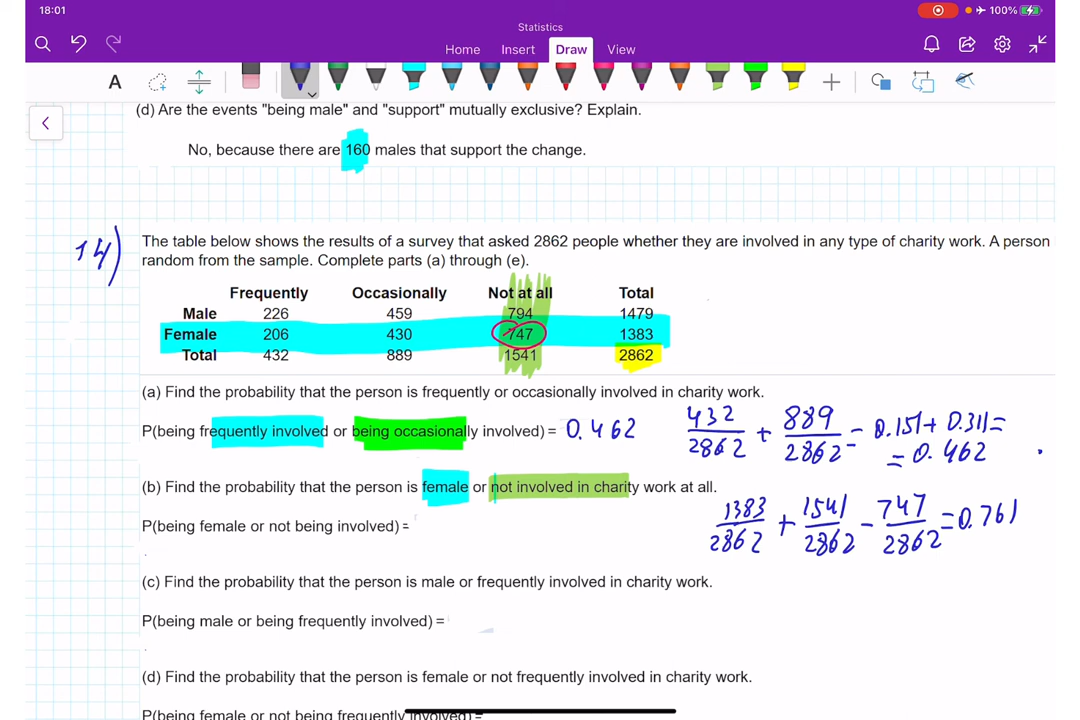 18:01
100%
Statistics
Home Insert Draw View
A
(d) Are the events "being male" and "support" mutually exclusive? Explain.
No, because there are 160 males that support the change.
14)
The table below shows the results of a survey that asked 2862 people whether they are involved in any type of charity work. A person
random from the sample. Complete parts (a) through (e).
Frequently Occasionally Not at all Total
Male 226 459 794 1479
Female 206 430 747 1383
Total 432 889 1541 2862
(a) Find the probability that the person is frequently or occasionally involved in charity work.
P(being frequently involved or being occasionally involved) = 0.462
432/2862 + 889/2862 = 0.151 + 0.311 =
= 0.462
(b) Find the probability that the person is female or not involved in charity work at all.
P(being female or not being involved) =
1383/2862 + 1541/2862 - 747/2862 = 0.761
(c) Find the probability that the person is male or frequently involved in charity work.
P(being male or being frequently involved) =
(d) Find the probability that the person is female or not frequently involved in charity work.
P(being female or not being frequently involved) =